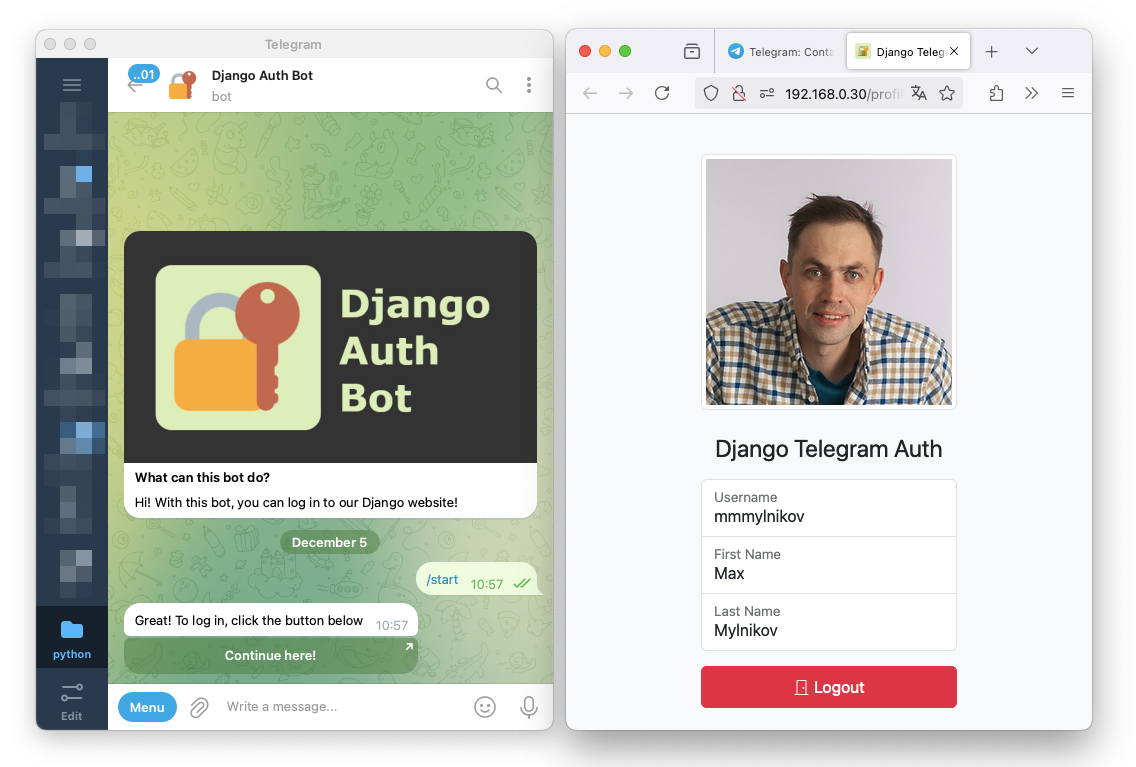 Telegram
..01
Django Auth Bot
bot
Django
Auth
Bot
What can this bot do?
Hi! With this bot, you can log in to our Django website!
December 5
/start 10:57
Great! To log in, click the button below 10:57
Continue here!
python
Edit
Menu
Write a message...
Telegram: Conta
Django Teleg
192.168.0.30/profil
Django Telegram Auth
Username
mmmylnikov
First Name
Max
Last Name
Mylnikov
Logout